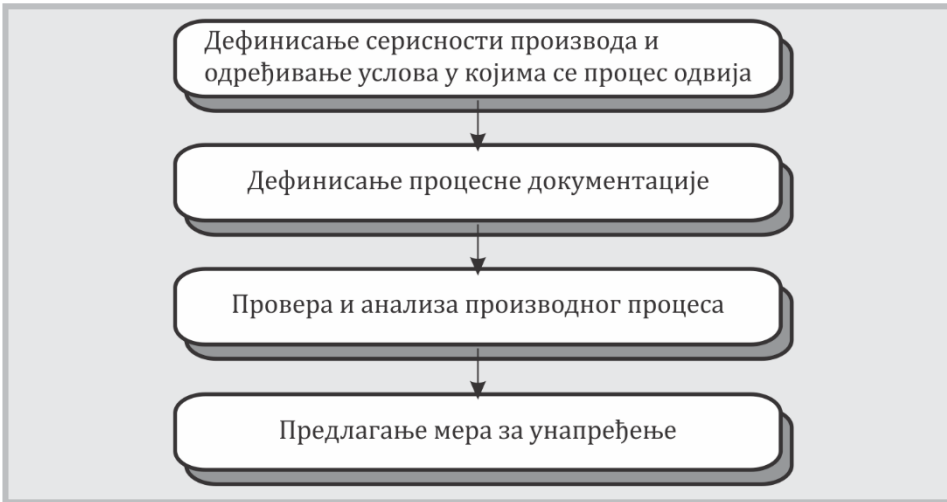 Дефинисање серисности производа и
одређивање услова у којима се процес одвија
Дефинисање процесне документације
Провера и анализа производног процеса
Предлагање мера за унапређење